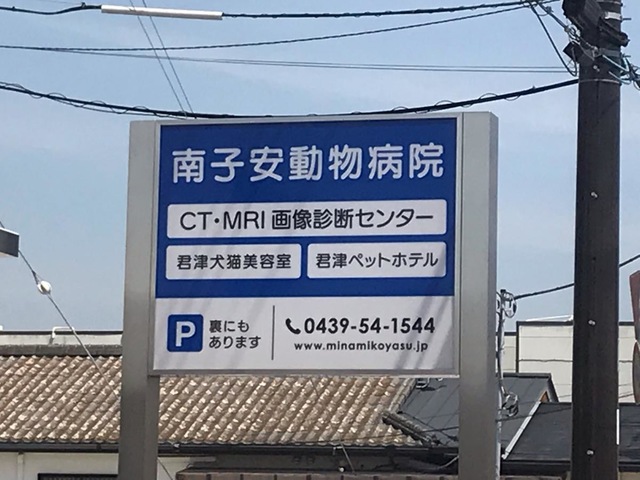 南子安動物病院
CT・MRI 画像診断センター
君津犬猫美容室 君津ペットホテル
P 裏にも
あります
0439-54-1544
www.minamikoyasu.jp